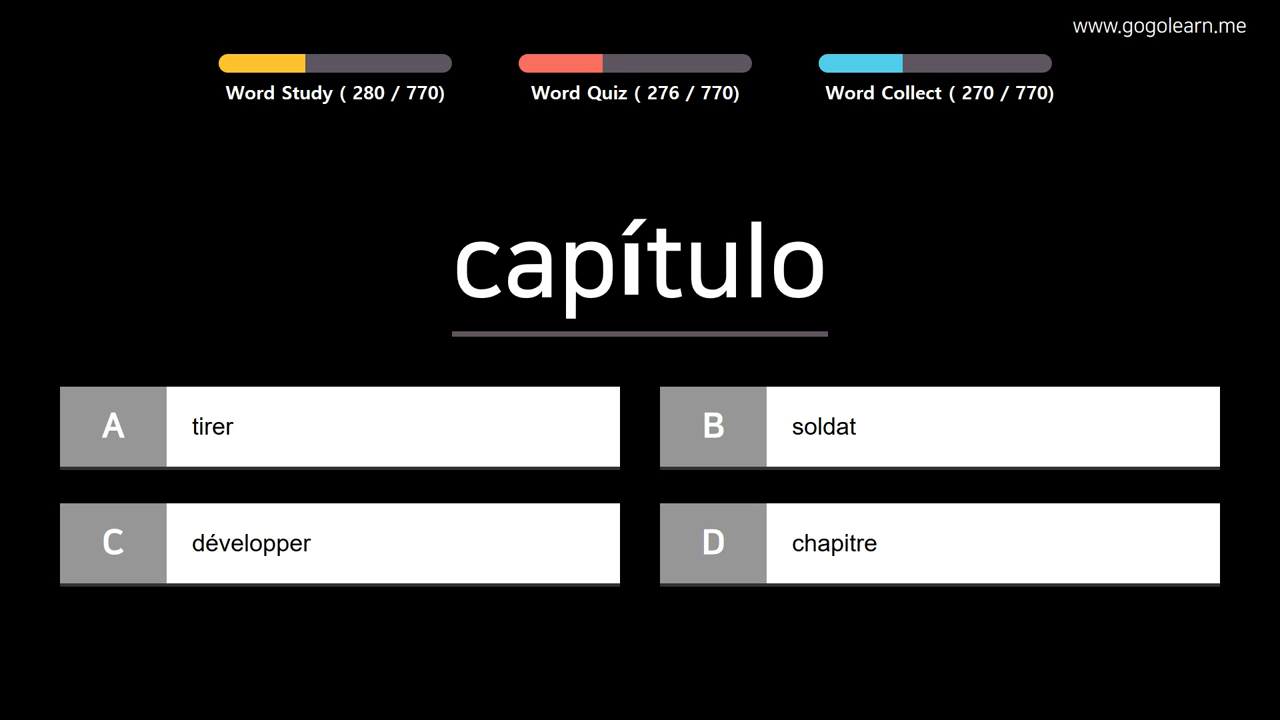 www.gogolearn.me
Word Study ( 280 / 770)
Word Quiz ( 276 / 770)
Word Collect ( 270 / 770)
capítulo
A tirer
B soldat
C développer
D chapitre